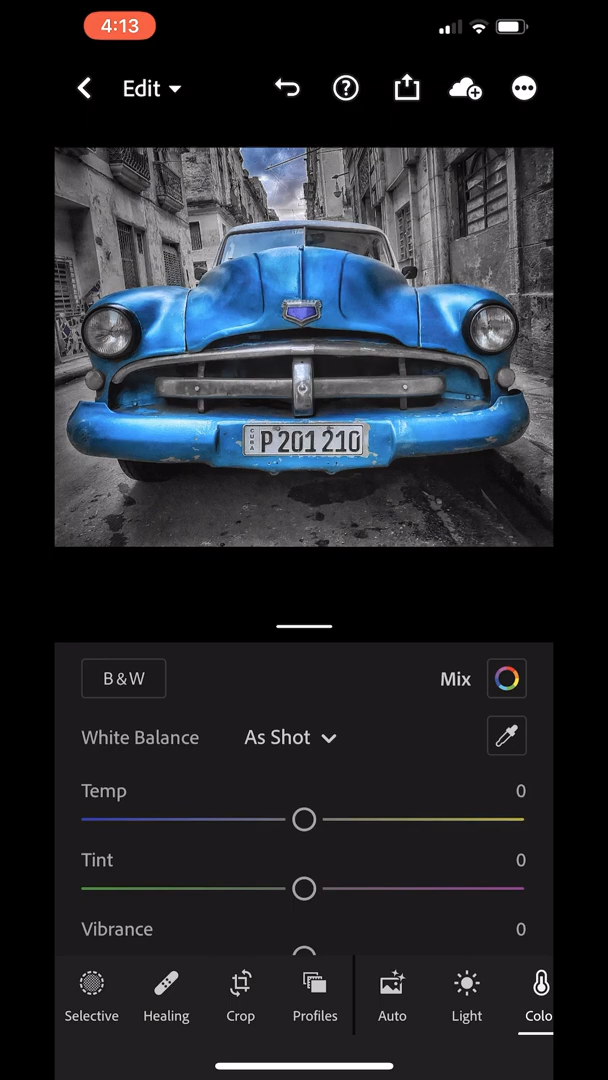 4:13
Edit
CUBA
P 201 210
B&W
Mix
White Balance As Shot
Temp 0
Tint 0
Vibrance 0
Selective Healing Crop Profiles Auto Light Colo